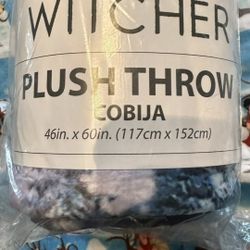 WITCHER
PLUSH THROW
COBIJA
46in. x 60in. (117cm x 152cm)